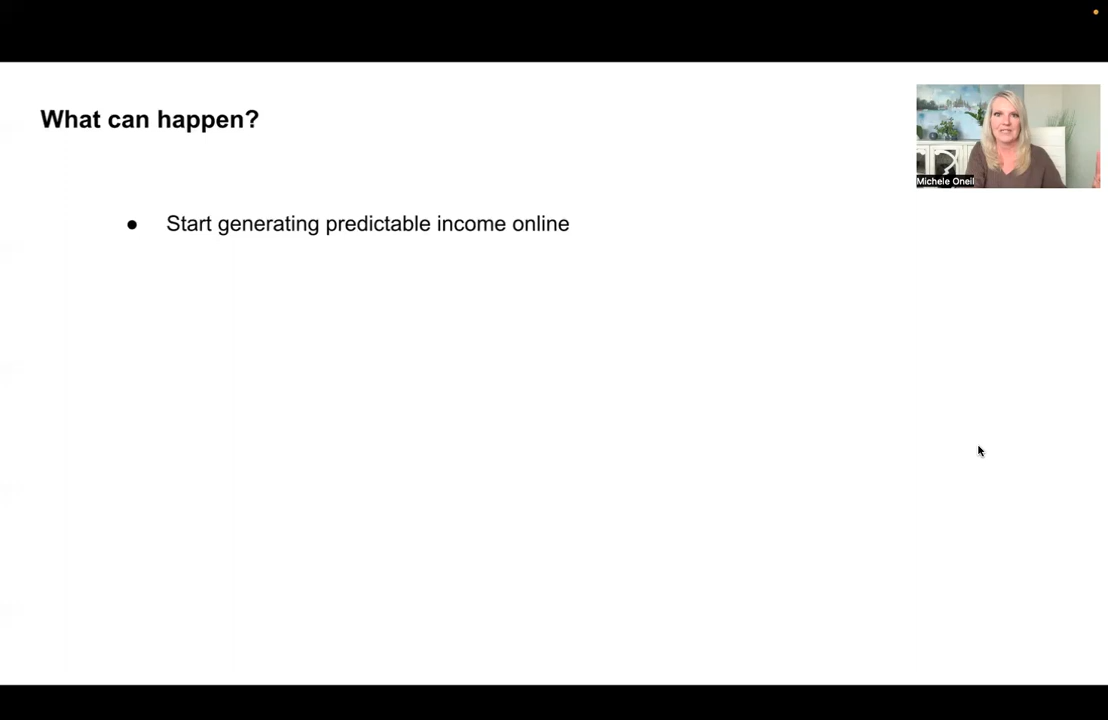 What can happen?
Michele Oneil
● Start generating predictable income online